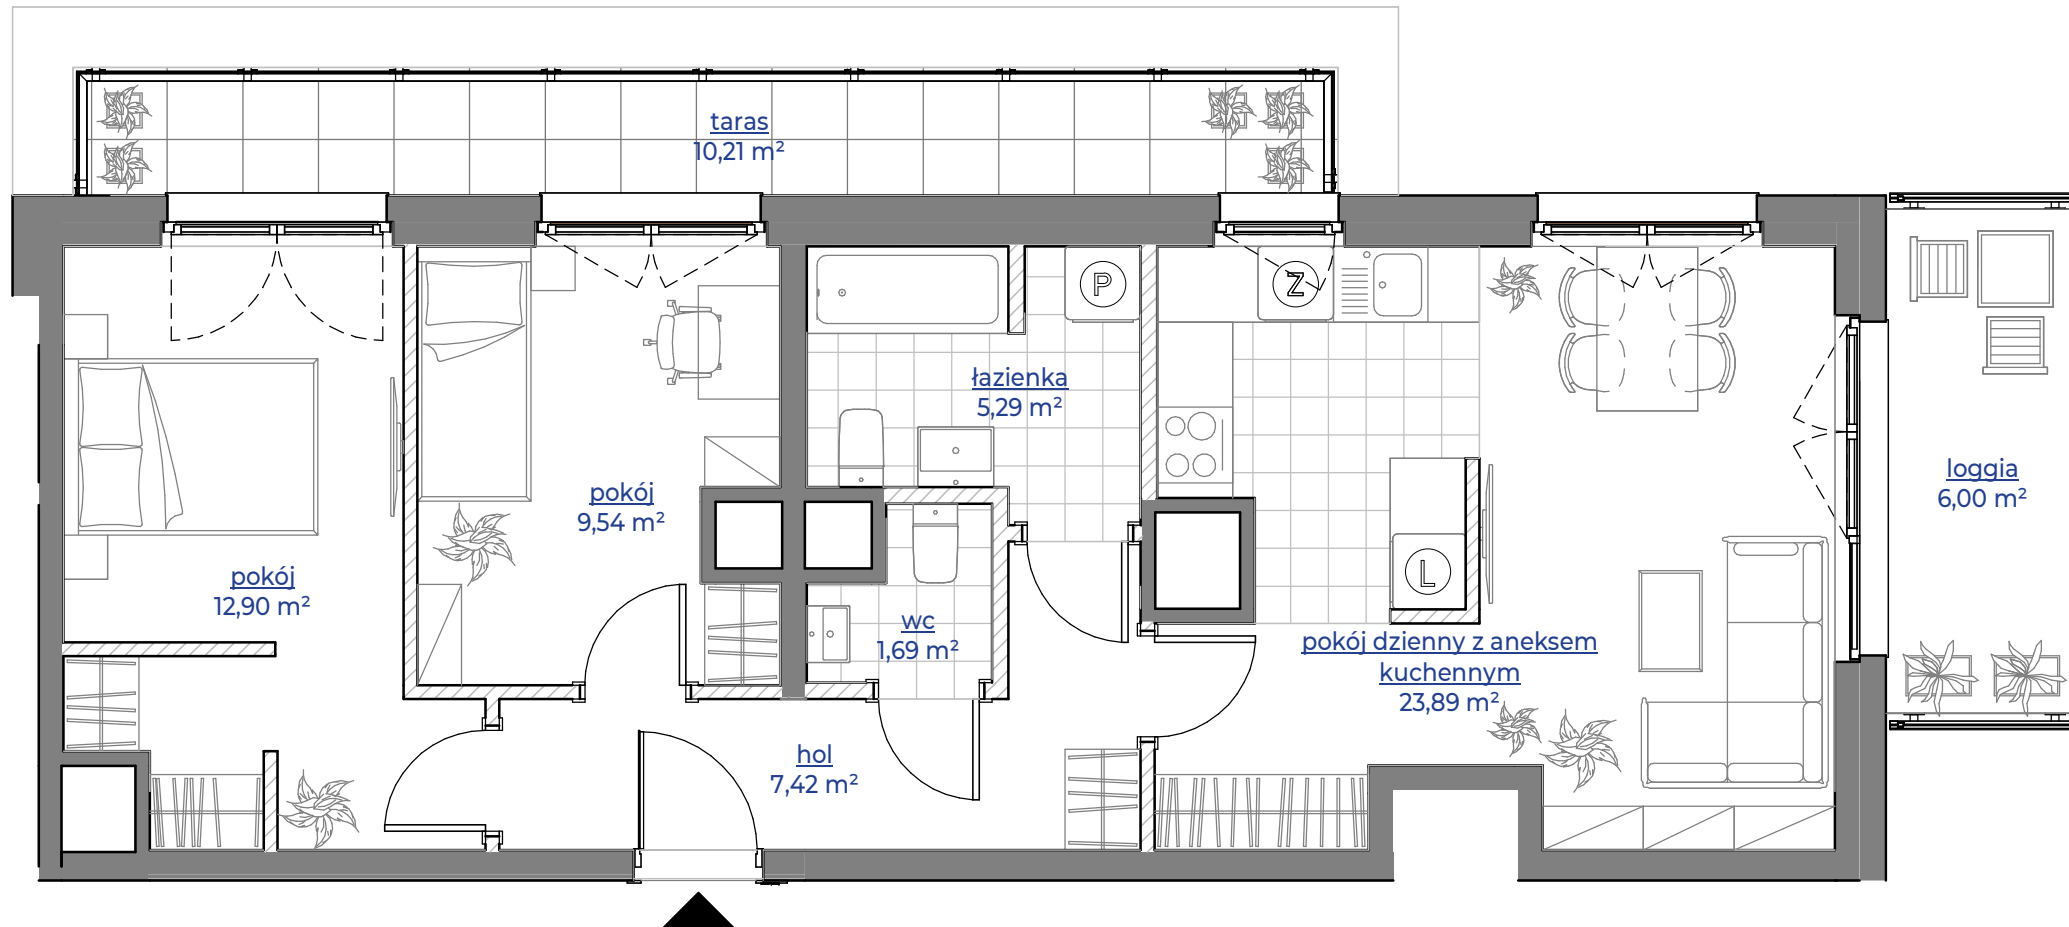 taras
10,21 m²
P
Z
łazienka
5,29 m²
pokój
9,54 m²
loggia
6,00 m²
pokój
12,90 m²
L
wc
1,69 m²
pokój dzienny z aneksem
kuchennym
23,89 m²
hol
7,42 m²